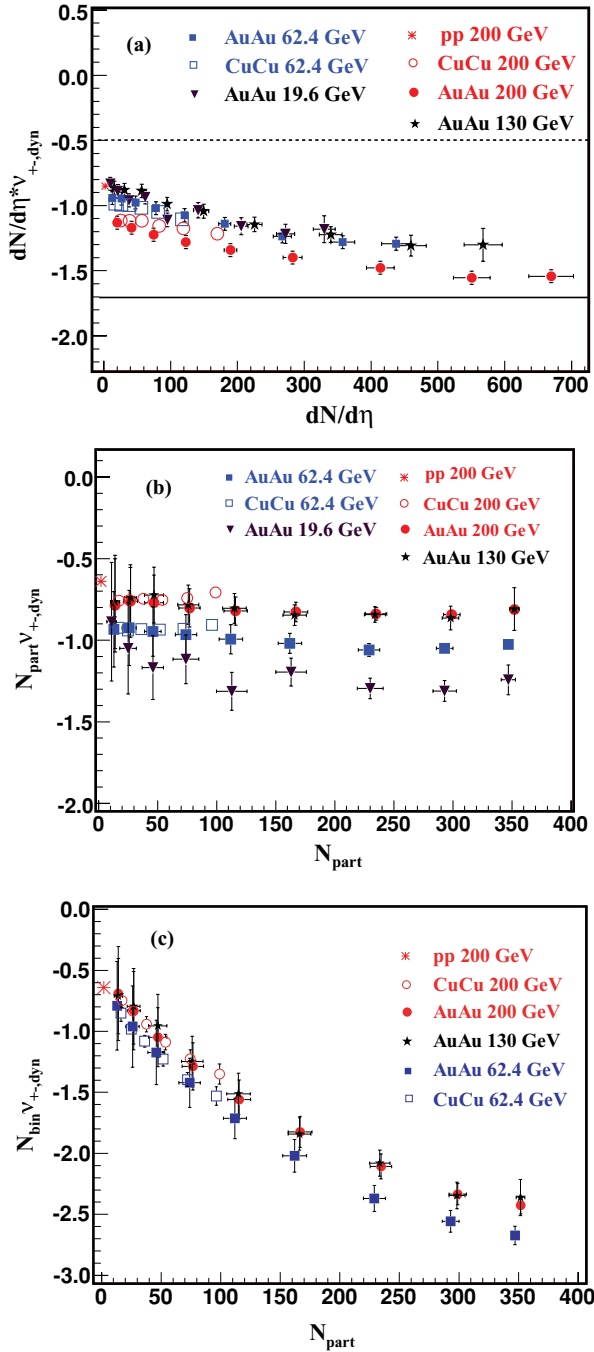 (a)
AuAu 62.4 GeV
CuCu 62.4 GeV
AuAu 19.6 GeV
pp 200 GeV
CuCu 200 GeV
AuAu 200 GeV
AuAu 130 GeV
0.5
0.0
-0.5
-1.0
-1.5
-2.0
dN/dη*ν+-,dyn
0 100 200 300 400 500 600 700
dN/dη
(b)
AuAu 62.4 GeV
CuCu 62.4 GeV
AuAu 19.6 GeV
pp 200 GeV
CuCu 200 GeV
AuAu 200 GeV
AuAu 130 GeV
0.0
-0.5
-1.0
-1.5
-2.0
Npartν+-,dyn
0 50 100 150 200 250 300 350 400
Npart
(c)
pp 200 GeV
CuCu 200 GeV
AuAu 200 GeV
AuAu 130 GeV
AuAu 62.4 GeV
CuCu 62.4 GeV
0.0
-0.5
-1.0
-1.5
-2.0
-2.5
-3.0
Nbinν+-,dyn
0 50 100 150 200 250 300 350 400
Npart